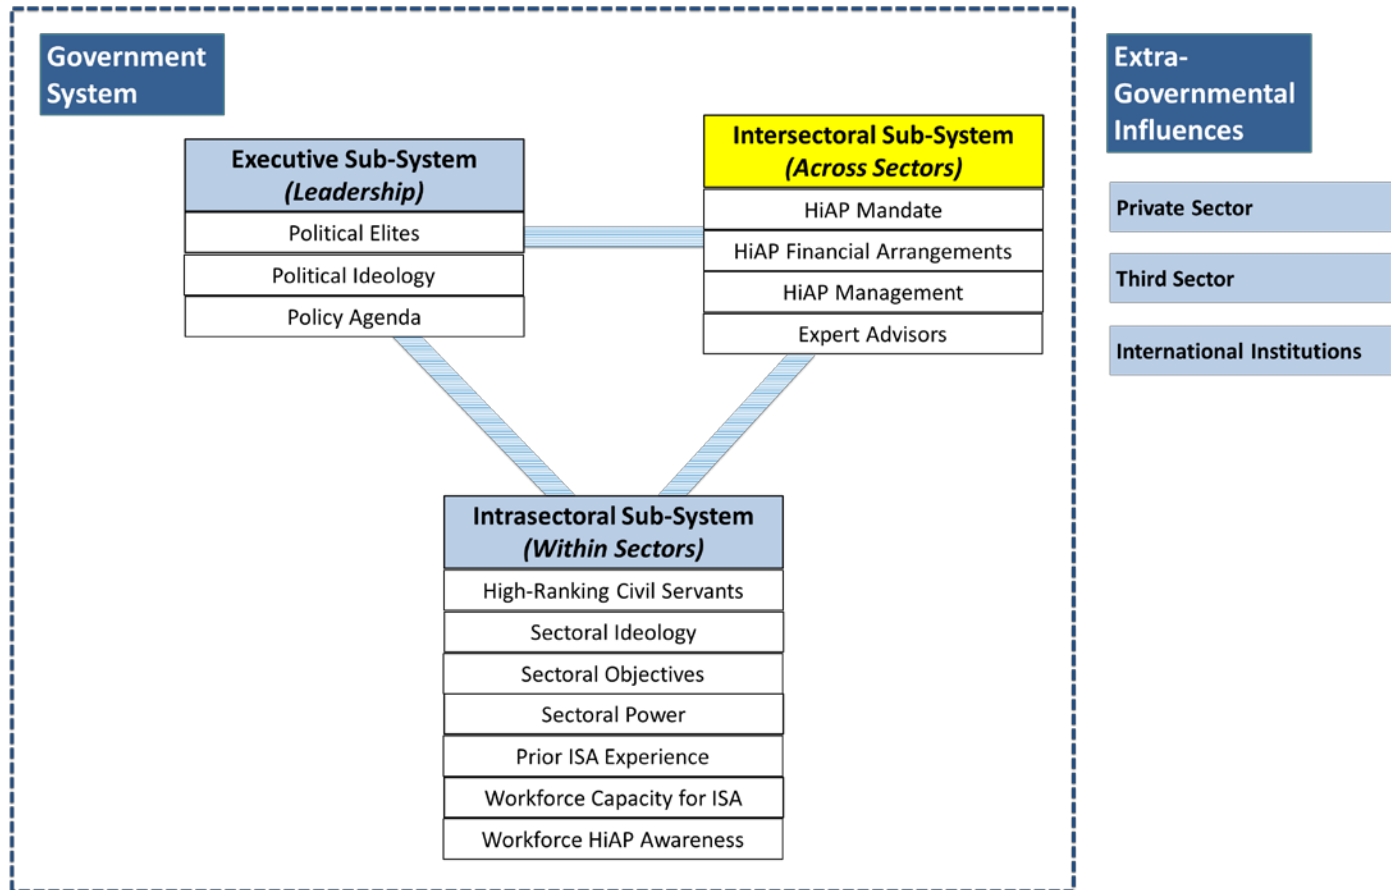 Government
System
Executive Sub-System
(Leadership)
Political Elites
Political Ideology
Policy Agenda
Intersectoral Sub-System
(Across Sectors)
HiAP Mandate
HiAP Financial Arrangements
HiAP Management
Expert Advisors
Intrasectoral Sub-System
(Within Sectors)
High-Ranking Civil Servants
Sectoral Ideology
Sectoral Objectives
Sectoral Power
Prior ISA Experience
Workforce Capacity for ISA
Workforce HiAP Awareness
Extra-
Governmental
Influences
Private Sector
Third Sector
International Institutions